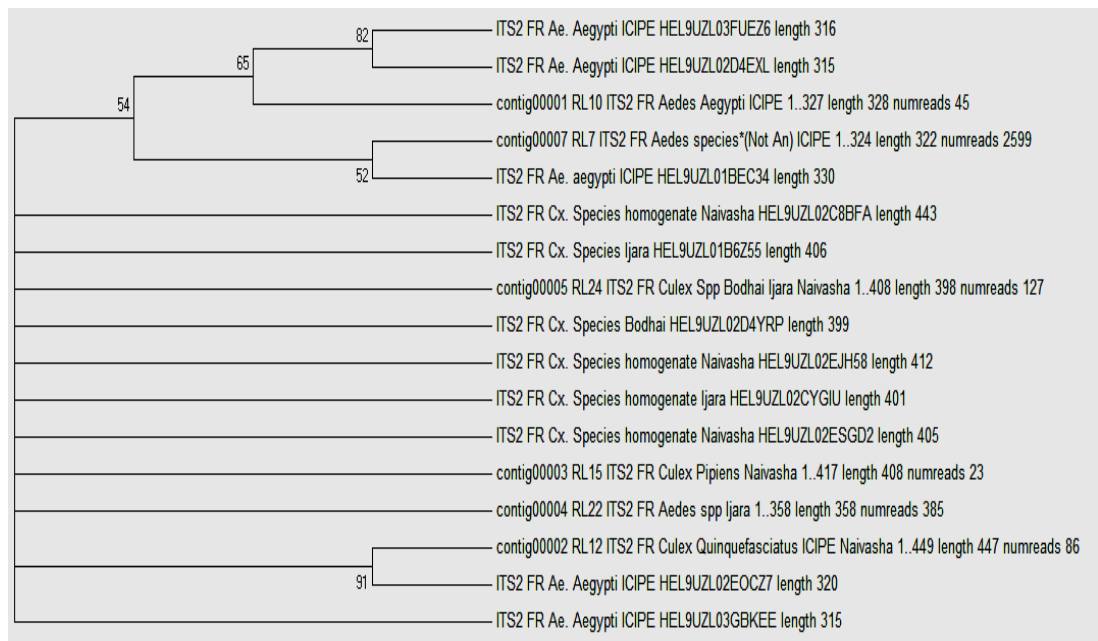 82
ITS2 FR Ae. Aegypti ICIPE HEL9UZL03FUEZ6 length 316
65
ITS2 FR Ae. Aegypti ICIPE HEL9UZL02D4EXL length 315
54
contig00001 RL10 ITS2 FR Aedes Aegypti ICIPE 1..327 length 328 numreads 45
contig00007 RL7 ITS2 FR Aedes species*(Not An) ICIPE 1..324 length 322 numreads 2599
52
ITS2 FR Ae. aegypti ICIPE HEL9UZL01BEC34 length 330
ITS2 FR Cx. Species homogenate Naivasha HEL9UZL02C8BFA length 443
ITS2 FR Cx. Species Ijara HEL9UZL01B6Z55 length 406
contig00005 RL24 ITS2 FR Culex Spp Bodhai Ijara Naivasha 1..408 length 398 numreads 127
ITS2 FR Cx. Species Bodhai HEL9UZL02D4YRP length 399
ITS2 FR Cx. Species homogenate Naivasha HEL9UZL02EJH58 length 412
ITS2 FR Cx. Species homogenate Ijara HEL9UZL02CYGIU length 401
ITS2 FR Cx. Species homogenate Naivasha HEL9UZL02ESGD2 length 405
contig00003 RL15 ITS2 FR Culex Pipiens Naivasha 1..417 length 408 numreads 23
contig00004 RL22 ITS2 FR Aedes spp Ijara 1..358 length 358 numreads 385
contig00002 RL12 ITS2 FR Culex Quinquefasciatus ICIPE Naivasha 1..449 length 447 numreads 86
91
ITS2 FR Ae. Aegypti ICIPE HEL9UZL02EOCZ7 length 320
ITS2 FR Ae. Aegypti ICIPE HEL9UZL03GBKEE length 315